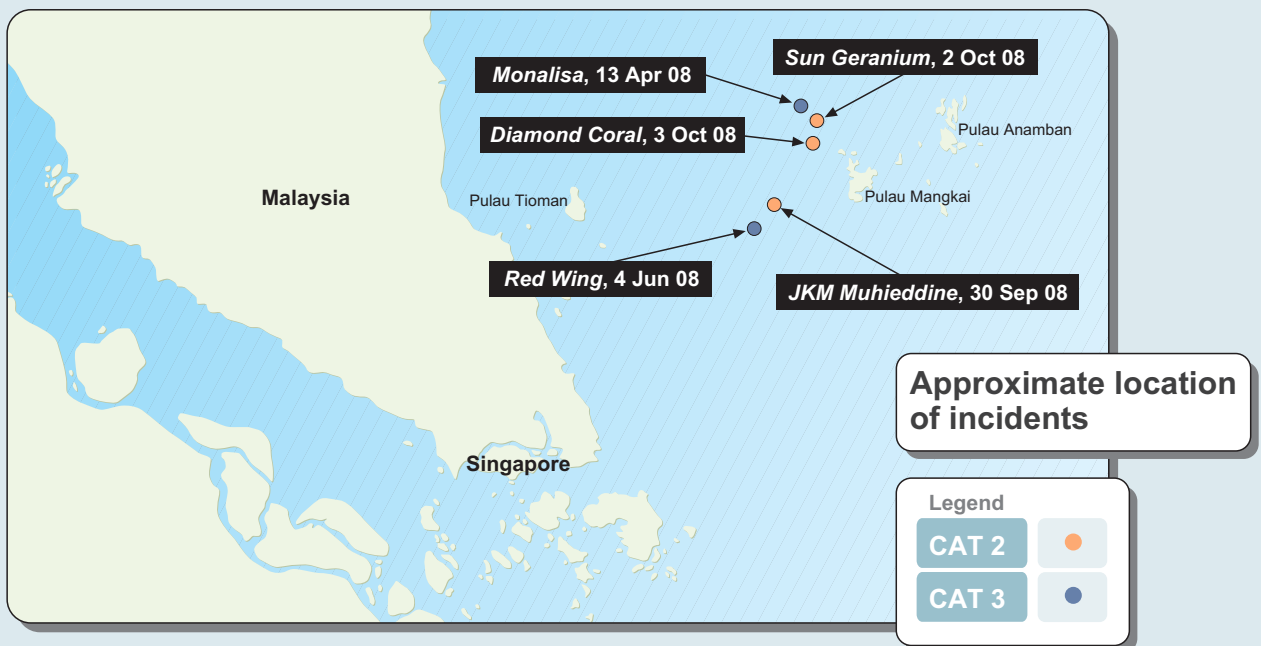 Sun Geranium, 2 Oct 08
Monalisa, 13 Apr 08
Diamond Coral, 3 Oct 08
Pulau Anamban
Malaysia
Pulau Tioman
Pulau Mangkai
Red Wing, 4 Jun 08
JKM Muhieddine, 30 Sep 08
Approximate location
of incidents
Singapore
Legend
CAT 2
CAT 3